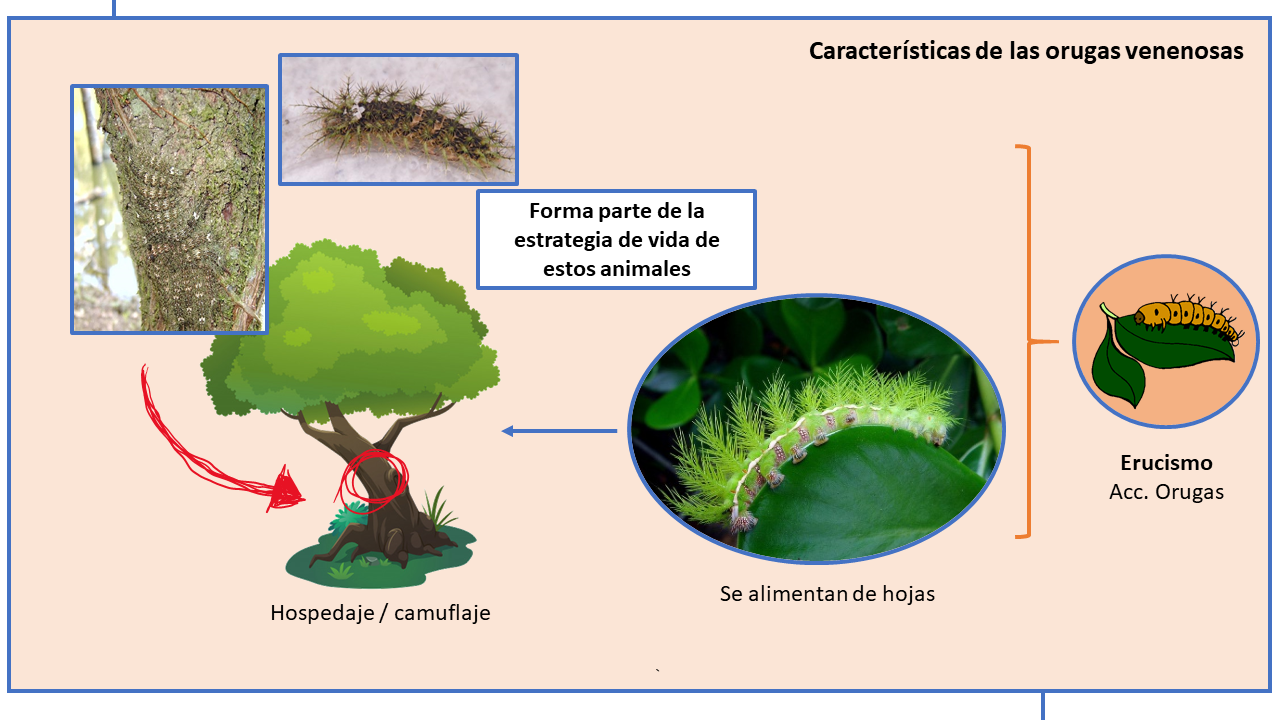 Características de las orugas venenosas
Forma parte de la
estrategia de vida de
estos animales
Erucismo
Acc. Orugas
Se alimentan de hojas
Hospedaje / camuflaje
`